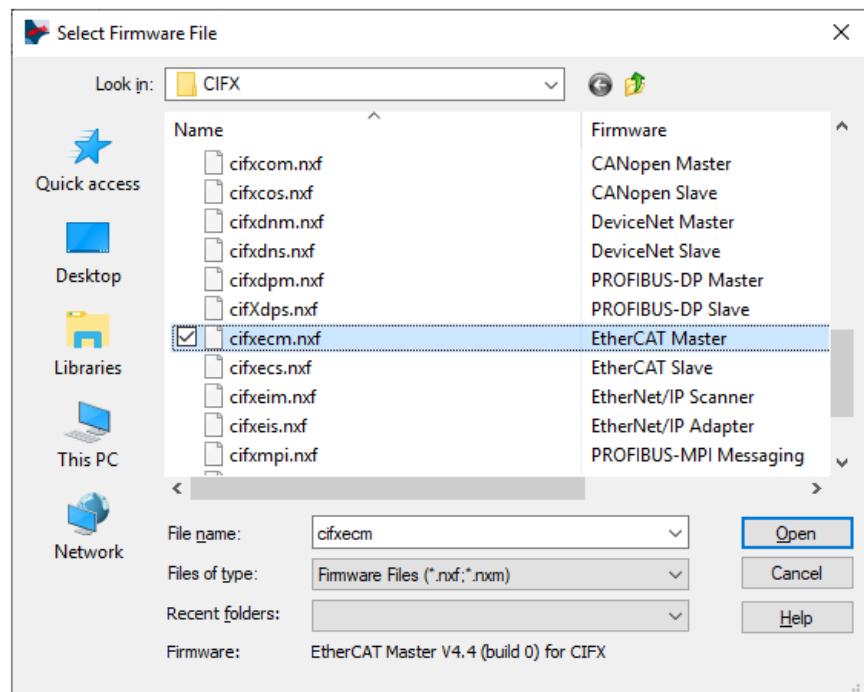 Select Firmware File
Look in: CIFX
Name Firmware
cifxcom.nxf CANopen Master
cifxcos.nxf CANopen Slave
cifxdnm.nxf DeviceNet Master
cifxdns.nxf DeviceNet Slave
cifxdpm.nxf PROFIBUS-DP Master
cifXdps.nxf PROFIBUS-DP Slave
cifxecm.nxf EtherCAT Master
cifxecs.nxf EtherCAT Slave
cifxeim.nxf EtherNet/IP Scanner
cifxeis.nxf EtherNet/IP Adapter
cifxmpi.nxf PROFIBUS-MPI Messaging
Quick access
Desktop
Libraries
This PC
Network
File name: cifxecm Open
Files of type: Firmware Files (*.nxf;*.nxm) Cancel
Recent folders: Help
Firmware: EtherCAT Master V4.4 (build 0) for CIFX